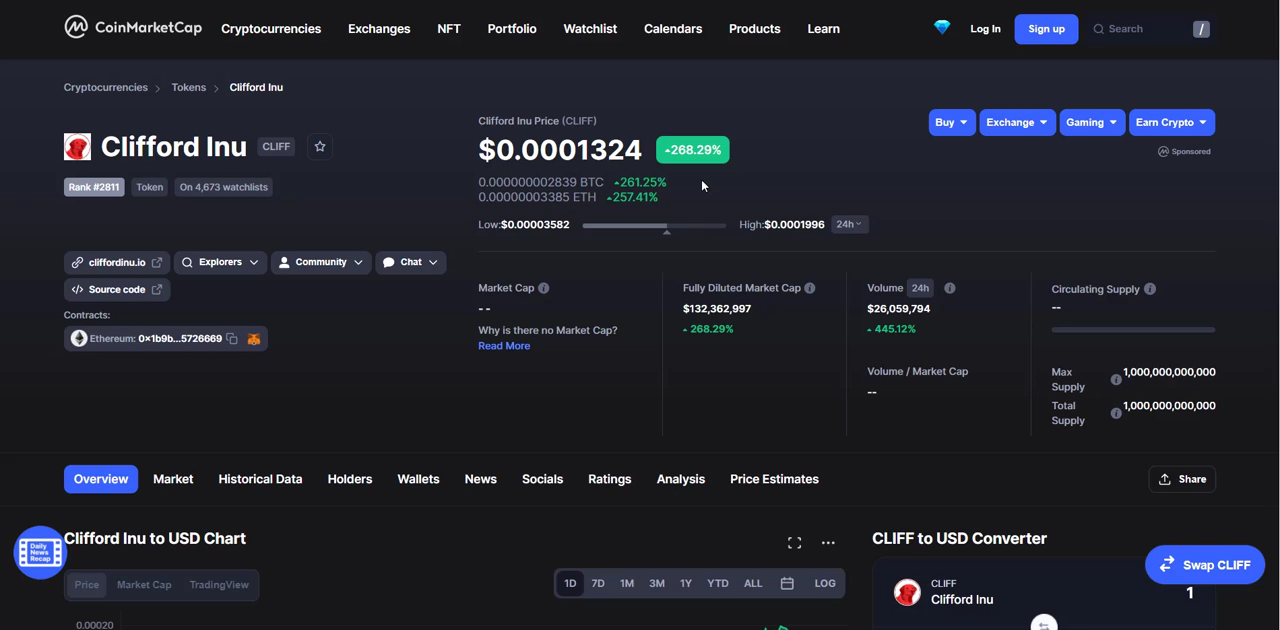 CoinMarketCap Cryptocurrencies Exchanges NFT Portfolio Watchlist Calendars Products Learn Log In Sign up Search /
Cryptocurrencies > Tokens > Clifford Inu
Clifford Inu CLIFF
Rank #2811 Token On 4,673 watchlists
cliffordinu.io Explorers Community Chat
Source code
Contracts:
Ethereum: 0x1b9b...5726669
Clifford Inu Price (CLIFF)
$0.0001324 268.29%
0.000000002839 BTC 261.25%
0.00000003385 ETH 257.41%
Low:$0.00003582 High:$0.0001996 24h
Buy Exchange Gaming Earn Crypto
Sponsored
Market Cap
--
Why is there no Market Cap?
Read More
Fully Diluted Market Cap
$132,362,997
268.29%
Volume 24h
$26,059,794
445.12%
Volume / Market Cap
--
Circulating Supply
--
Max Supply 1,000,000,000,000
Total Supply 1,000,000,000,000
Overview Market Historical Data Holders Wallets News Socials Ratings Analysis Price Estimates Share
Daily
News
Recap
Clifford Inu to USD Chart
Price Market Cap TradingView 1D 7D 1M 3M 1Y YTD ALL LOG
0.00020
CLIFF to USD Converter
CLIFF
Clifford Inu
1
Swap CLIFF